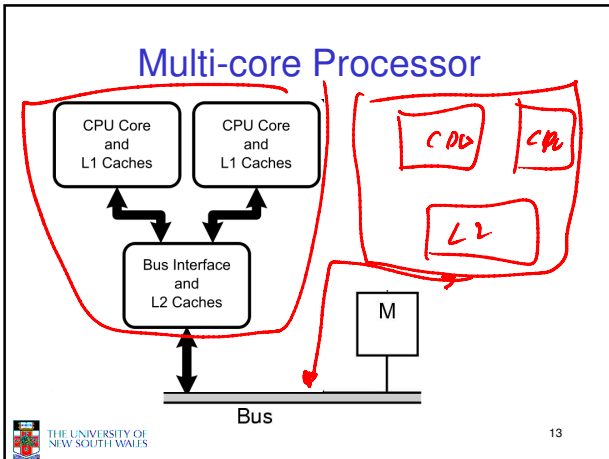 Multi-core Processor
CPU Core
and
L1 Caches
CPU Core
and
L1 Caches
CPU
CPU
L2
Bus Interface
and
L2 Caches
M
Bus
THE UNIVERSITY OF
NEW SOUTH WALES
13